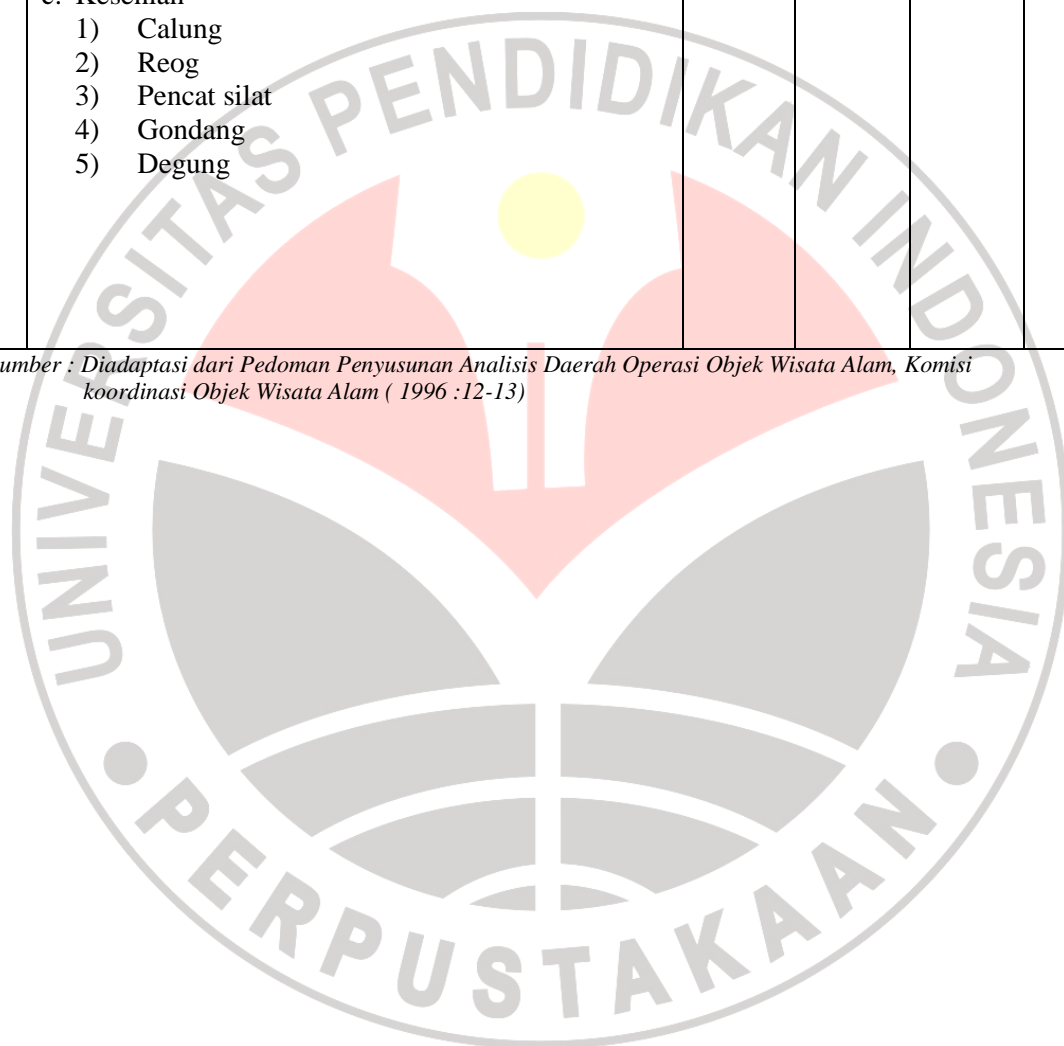 1) Calung
2) Reog
3) Pencat silat
4) Gondang
5) Degung
umber : Diadaptasi dari Pedoman Penyusunan Analisis Daerah Operasi Objek Wisata Alam, Komisi
koordinasi Objek Wisata Alam ( 1996 :12-13)
UNIVERSITAS PENDIDIKAN INDONESIA
PERPUSTAKAAN